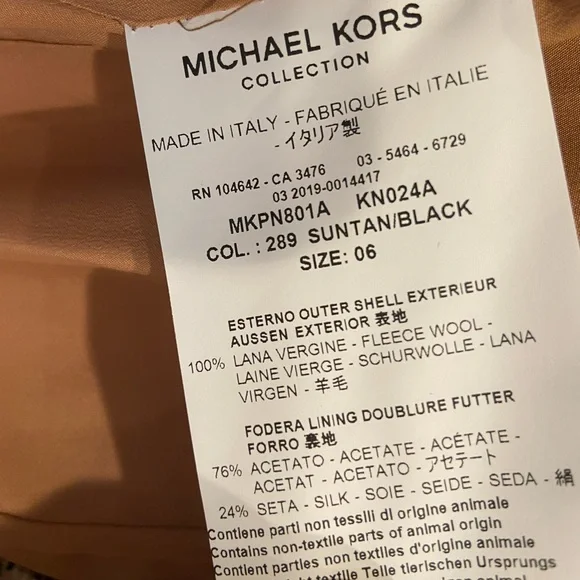 MICHAEL KORS
COLLECTION
MADE IN ITALY - FABRIQUÉ EN ITALIE
- イタリア製
RN 104642 - CA 3476 03 - 5464 - 6729
03 2019-0014417
MKPN801A KN024A
COL. : 289 SUNTAN/BLACK
SIZE: 06
ESTERNO OUTER SHELL EXTERIEUR
AUSSEN EXTERIOR 表地
100% LANA VERGINE - FLEECE WOOL -
LAINE VIERGE - SCHURWOLLE - LANA
VIRGEN - 羊毛
FODERA LINING DOUBLURE FUTTER
FORRO 裏地
76% ACETATO - ACETATE - ACÉTATE -
ACETAT - ACETATO - アセテート
24% SETA - SILK - SOIE - SEIDE - SEDA - 絹
Contiene parti non tessili di origine animale
Contains non-textile parts of animal origin
Contient parties non textiles d'origine animale
Teile tierischen Ursprungs